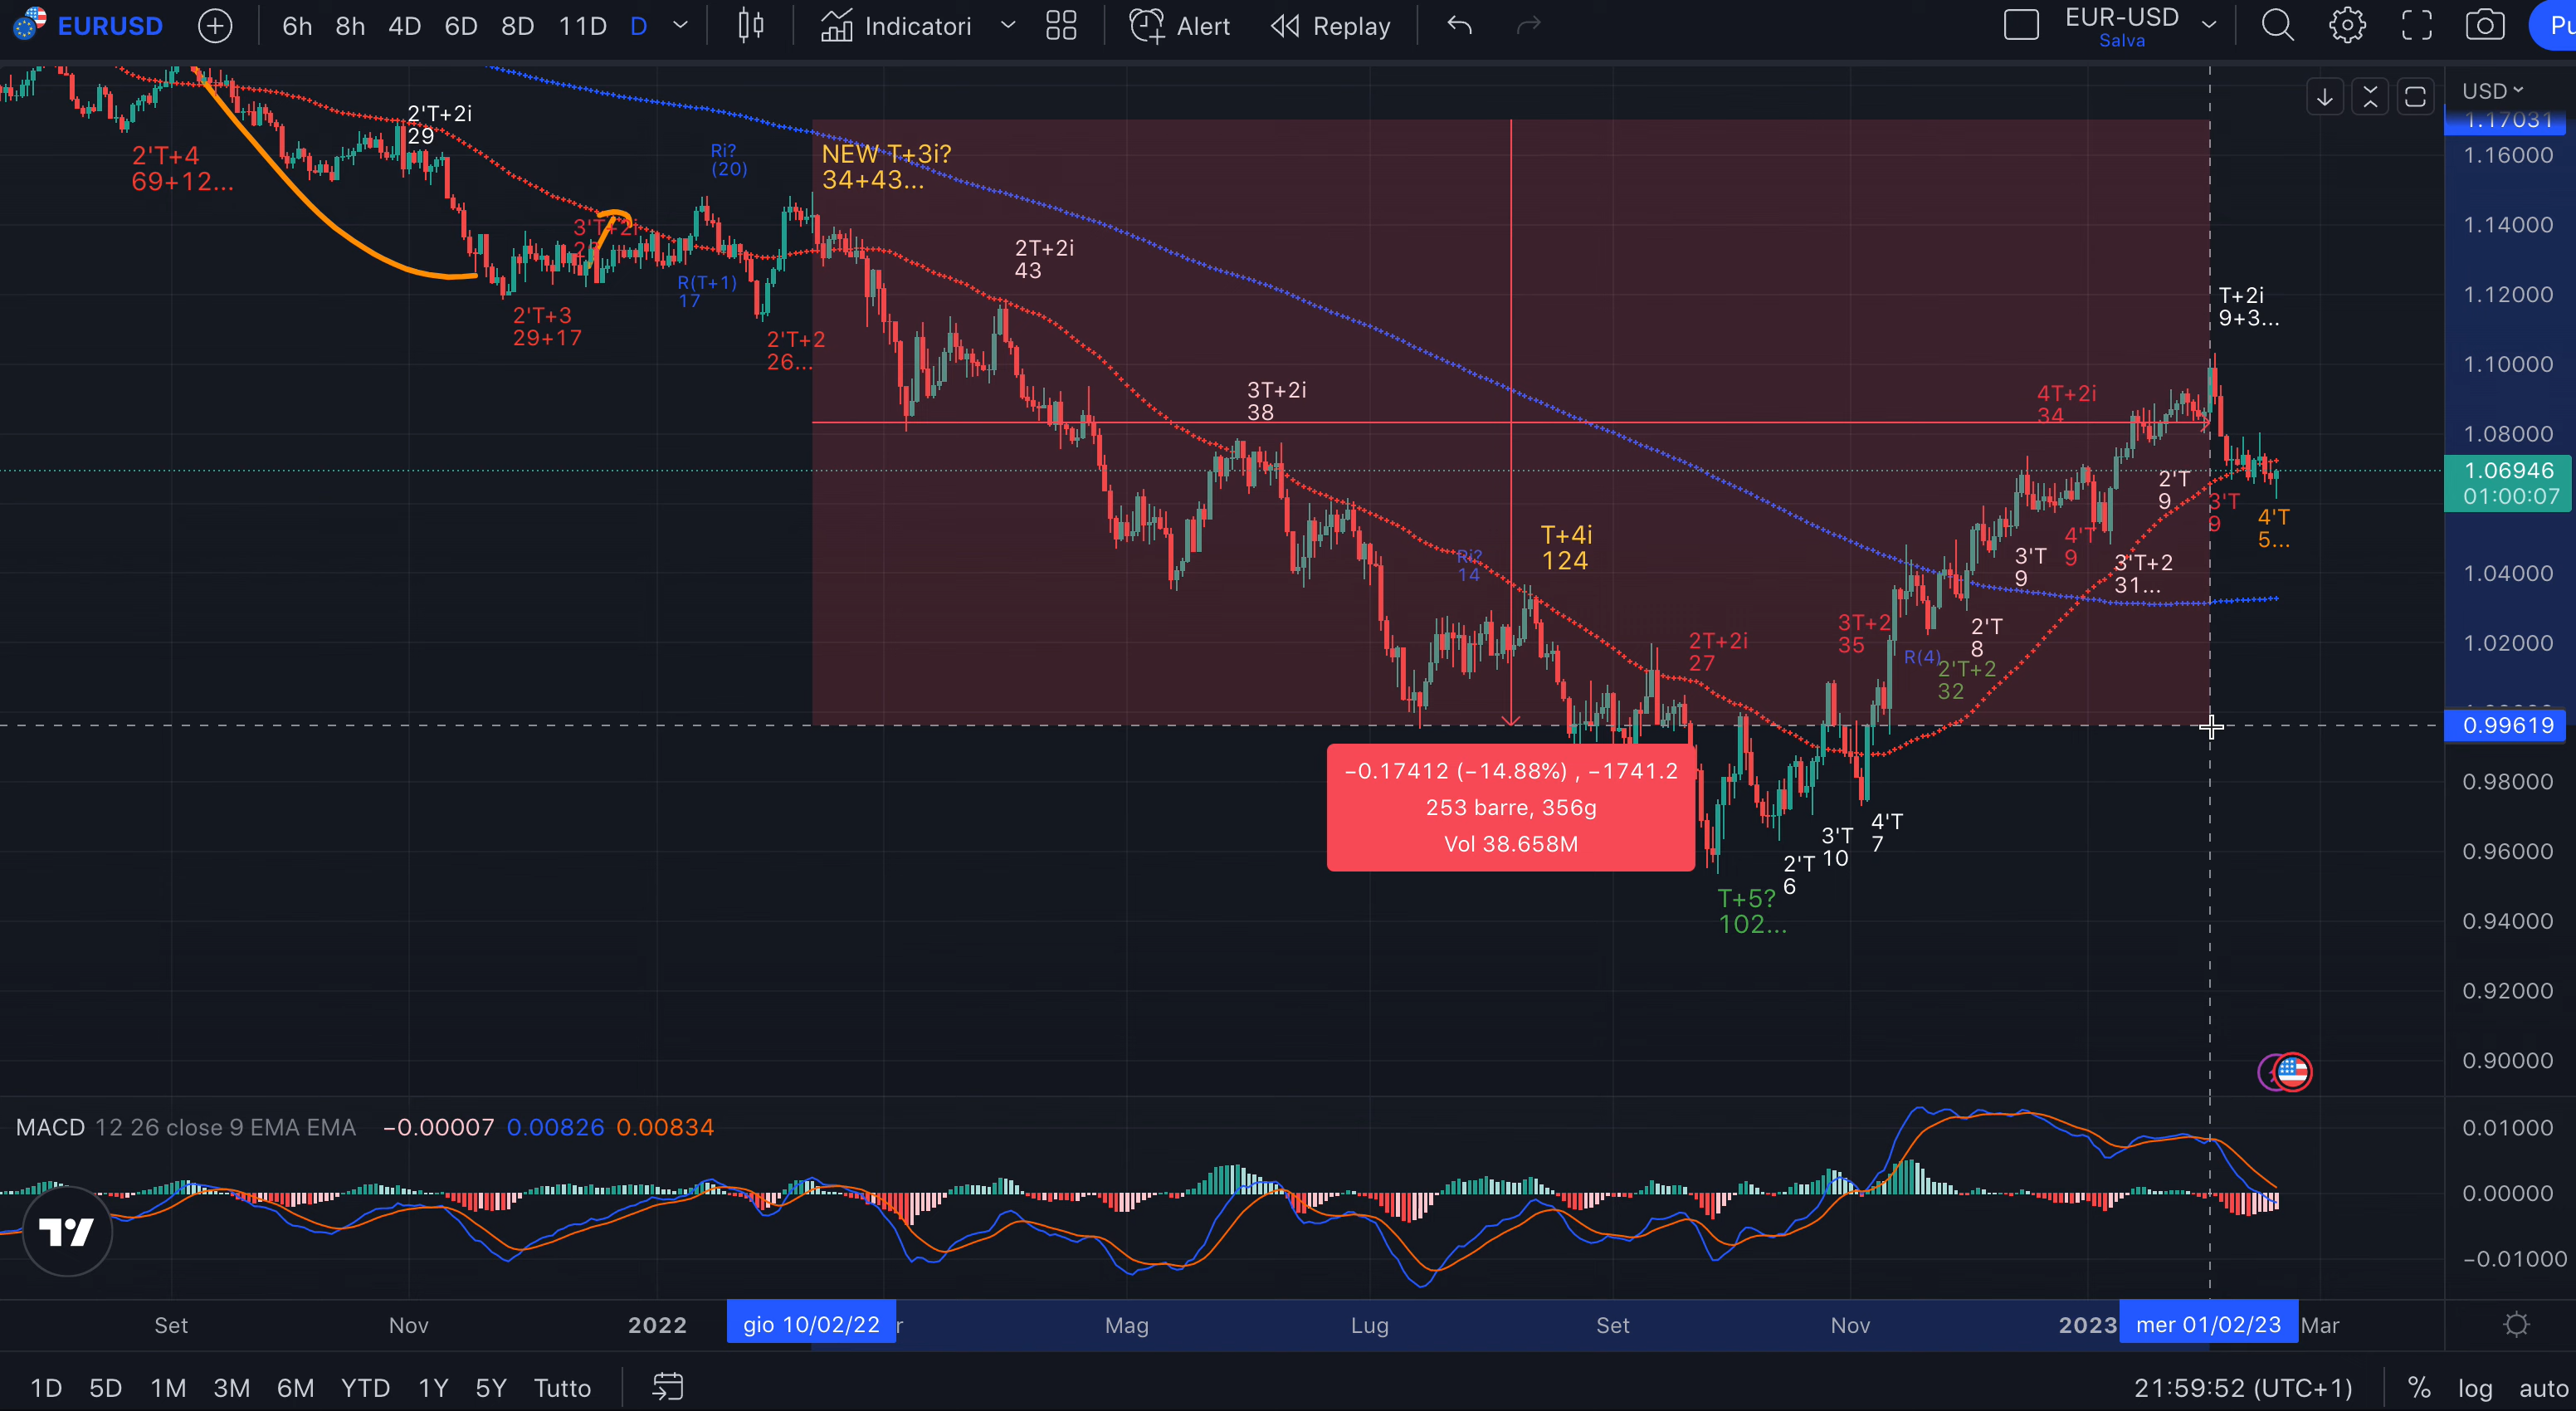 EURUSD
6h 8h 4D 6D 8D 11D D
Indicatori
Alert
Replay
EUR-USD
Salva
USD
1.17031
1.16000
1.14000
1.12000
1.10000
1.08000
1.06946
01:00:07
1.04000
1.02000
0.99619
0.98000
0.96000
0.94000
0.92000
0.90000
2'T+4
69+12...
2'T+2i
29
2'T+3
29+17
Ri?
(20)
R(T+1)
17
2'T+2
26...
NEW T+3i?
34+43...
2T+2i
43
3T+2i
38
Ri?
14
T+4i
124
2T+2i
27
3T+2
35
R(4)
2'T+2
32
2'T
8
3'T
9
4'T
9
4T+2i
34
3'T+2
31...
2'T
9
3'T
9
4'T
5...
T+2i
9+3...
−0.17412 (−14.88%) , −1741.2
253 barre, 356g
Vol 38.658M
T+5?
102...
2'T
6
3'T
10
4'T
7
MACD 12 26 close 9 EMA EMA −0.00007 0.00826 0.00834
0.01000
0.00000
−0.01000
Set Nov 2022 gio 10/02/22 Mag Lug Set Nov 2023 mer 01/02/23 Mar
1D 5D 1M 3M 6M YTD 1Y 5Y Tutto
21:59:52 (UTC+1) % log auto